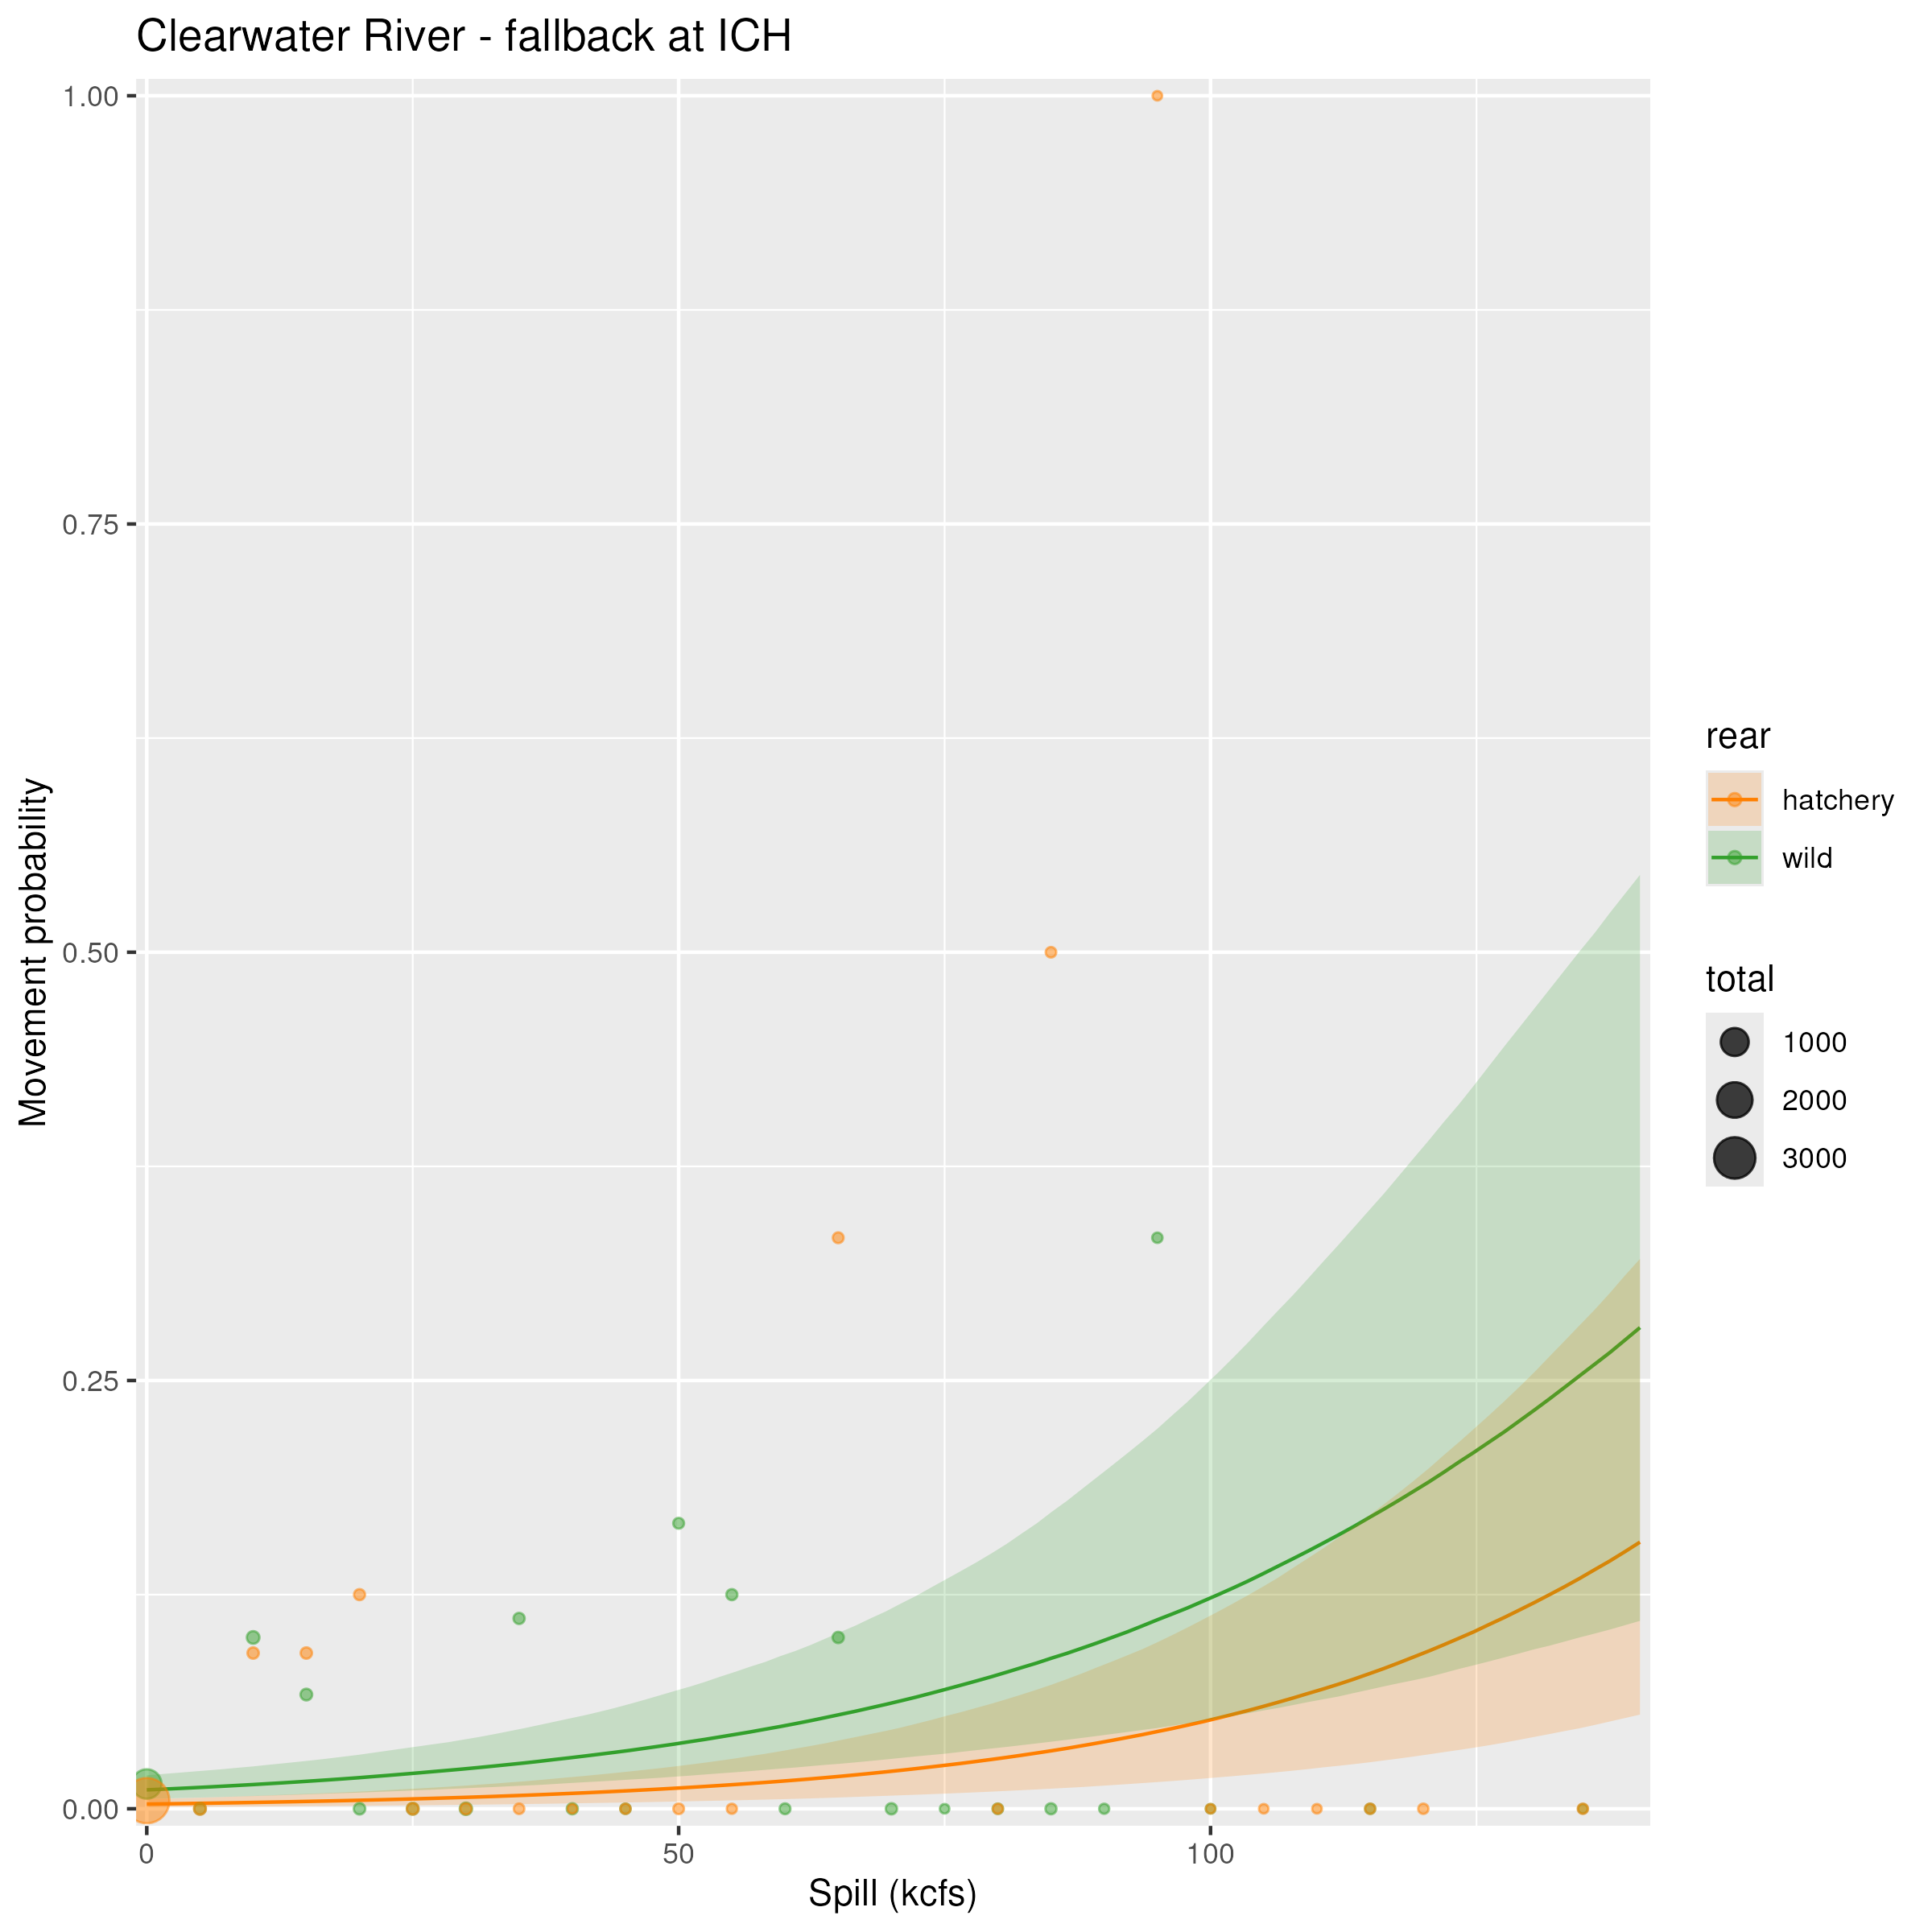 Clearwater River - fallback at ICH
1.00
0.75
0.50
0.25
0.00
Movement probability
0
50
100
Spill (kcfs)
rear
hatchery
wild
total
1000
2000
3000